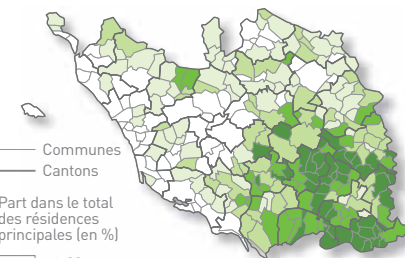 Communes
Cantons
Part dans le total
des résidences
principales (en %)